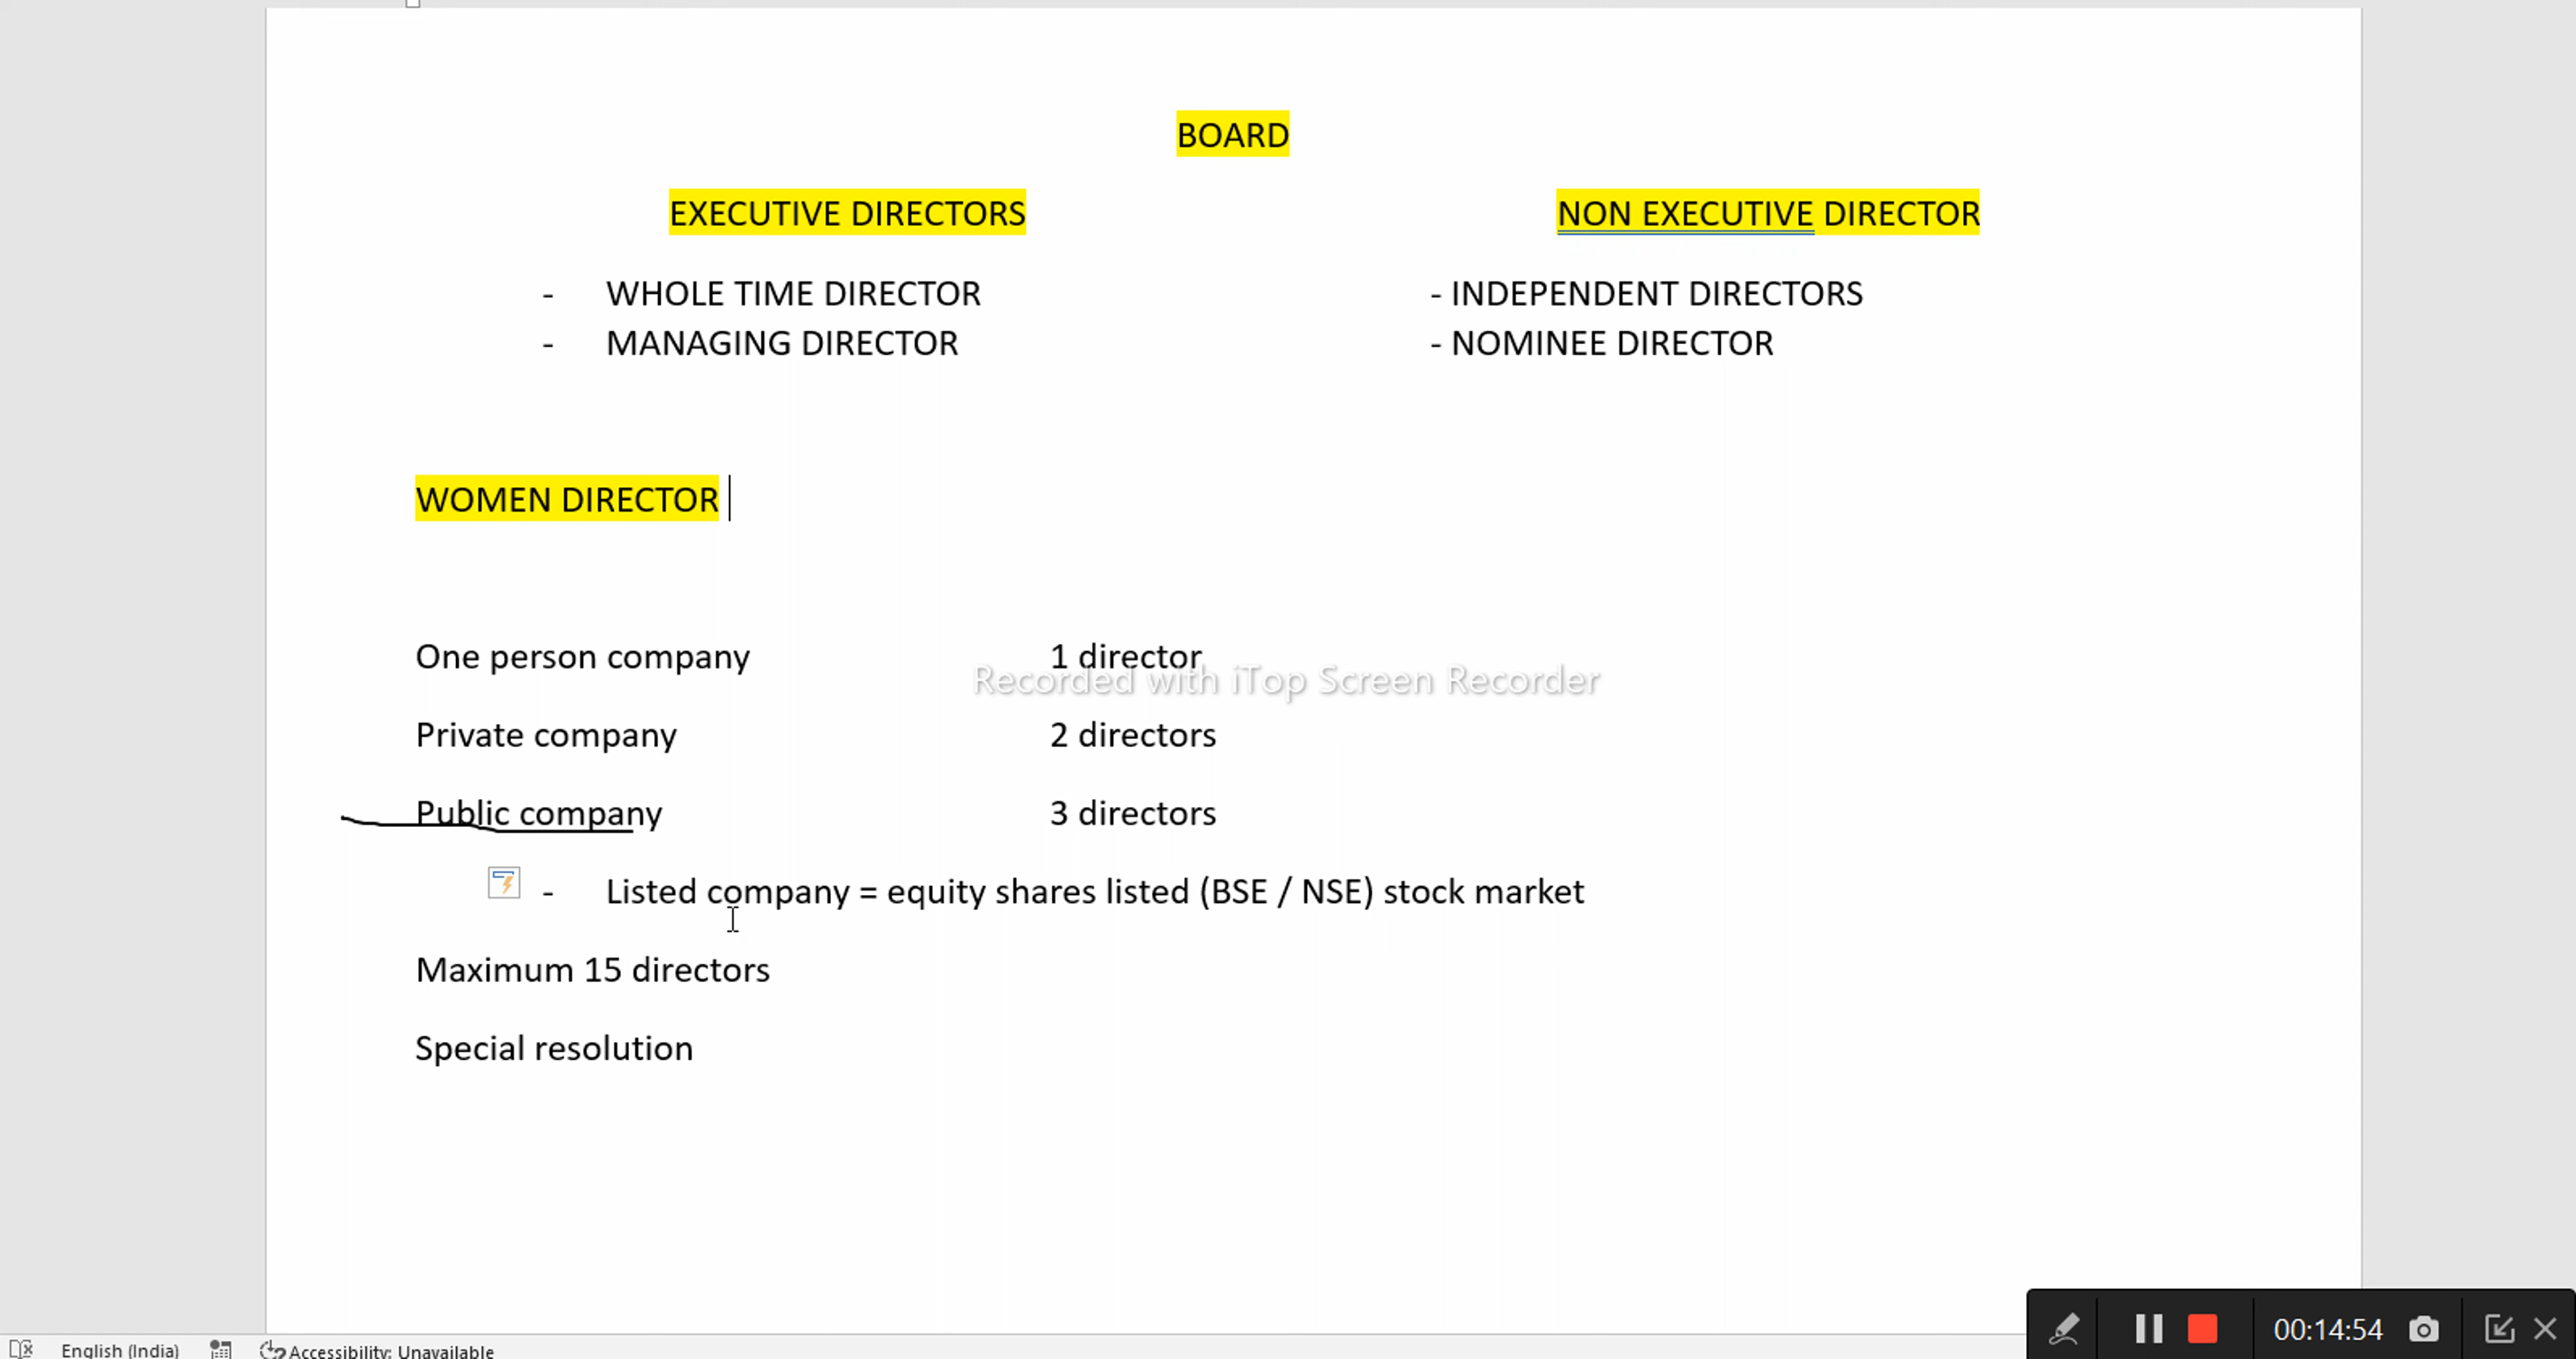 BOARD
EXECUTIVE DIRECTORS NON EXECUTIVE DIRECTOR
- WHOLE TIME DIRECTOR - INDEPENDENT DIRECTORS
- MANAGING DIRECTOR - NOMINEE DIRECTOR
WOMEN DIRECTOR
One person company 1 director
Recorded with iTop Screen Recorder
Private company 2 directors
Public company 3 directors
- Listed company = equity shares listed (BSE / NSE) stock market
Maximum 15 directors
Special resolution
00:14:54
English (India) Accessibility: Unavailable